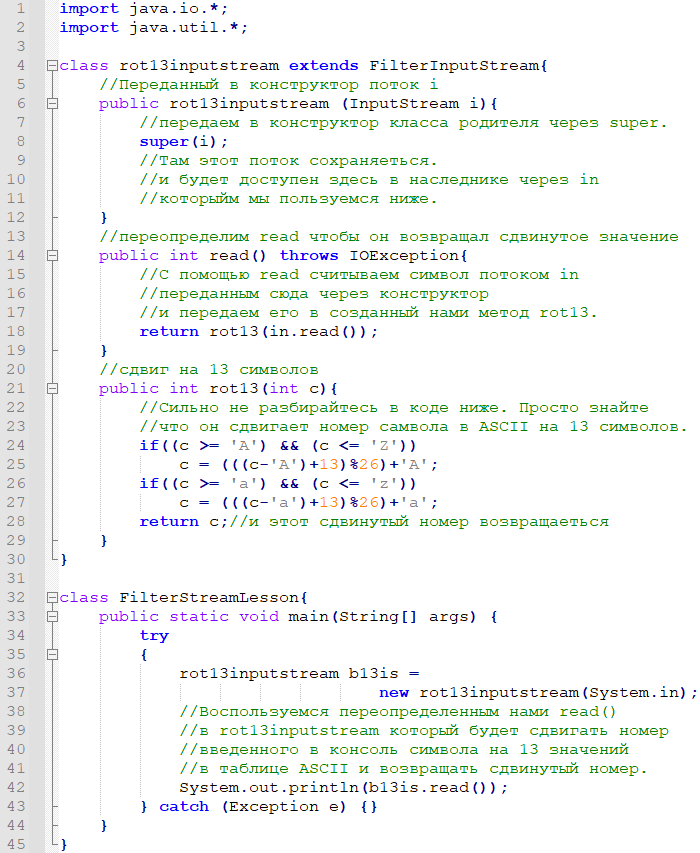 1 import java.io.*;
2 import java.util.*;
3
4 class rot13inputstream extends FilterInputStream{
5 //Переданный в конструктор поток i
6 public rot13inputstream (InputStream i){
7 //передаем в конструктор класса родителя через super.
8 super(i);
9 //Там этот поток сохраняеться.
10 //и будет доступен здесь в наследнике через in
11 //которыйм мы пользуемся ниже.
12 }
13 //переопределим read чтобы он возвращал сдвинутое значение
14 public int read() throws IOException{
15 //С помощью read считываем символ потоком in
16 //переданным сюда через конструктор
17 //и передаем его в созданный нами метод rot13.
18 return rot13(in.read());
19 }
20 //сдвиг на 13 символов
21 public int rot13(int c){
22 //Сильно не разбирайтесь в коде ниже. Просто знайте
23 //что он сдвигает номер самвола в ASCII на 13 символов.
24 if((c >= 'A') && (c <= 'Z'))
25 c = (((c-'A')+13)%26)+'A';
26 if((c >= 'a') && (c <= 'z'))
27 c = (((c-'a')+13)%26)+'a';
28 return c;//и этот сдвинутый номер возвращаеться
29 }
30 }
31
32 class FilterStreamLesson{
33 public static void main(String[] args) {
34 try
35 {
36 rot13inputstream b13is =
37 new rot13inputstream(System.in);
38 //Воспользуемся переопределенным нами read()
39 //в rot13inputstream который будет сдвигать номер
40 //введенного в консоль символа на 13 значений
41 //в таблице ASCII и возвращать сдвинутый номер.
42 System.out.println(b13is.read());
43 } catch (Exception e) {}
44 }
45 }